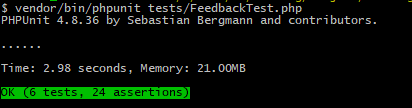 $ vendor/bin/phpunit tests/FeedbackTest.php
PHPUnit 4.8.36 by Sebastian Bergmann and contributors.
......
Time: 2.98 seconds, Memory: 21.00MB
OK (6 tests, 24 assertions)